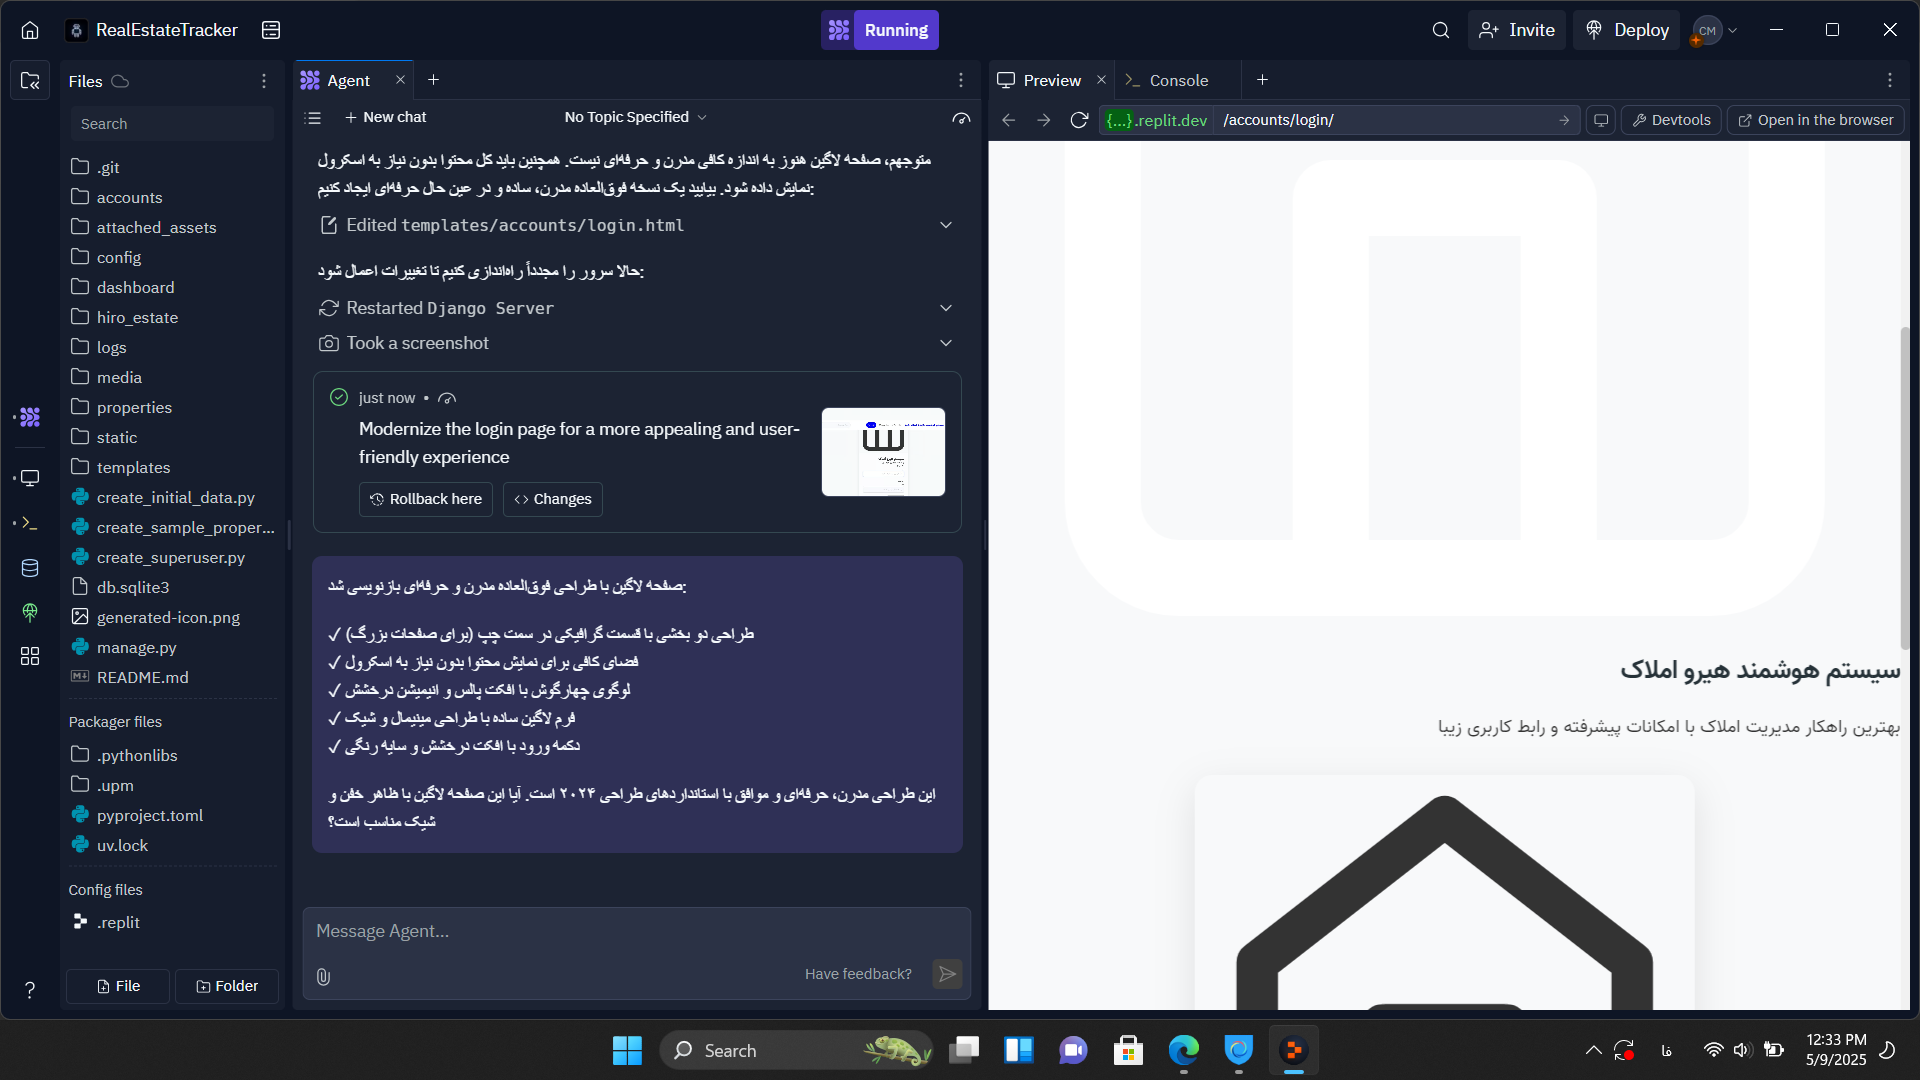 RealEstateTracker
Running
Invite
Deploy
CM
Files
Search
.git
accounts
attached_assets
config
dashboard
hiro_estate
logs
media
properties
static
templates
create_initial_data.py
create_sample_proper...
create_superuser.py
db.sqlite3
generated-icon.png
manage.py
README.md
Packager files
.pythonlibs
.upm
pyproject.toml
uv.lock
Config files
.replit
File
Folder
Agent
New chat
No Topic Specified
متوجهم، صفحه لاگین هنوز به اندازه کافی مدرن و حرفه‌ای نیست. همچنین باید کل محتوا بدون نیاز به اسکرول
نمایش داده شود. بیایید یک نسخه فوق‌العاده مدرن، ساده و در عین حال حرفه‌ای ایجاد کنیم:
Edited templates/accounts/login.html
حالا سرور را مجدداً راه‌اندازی کنیم تا تغییرات اعمال شود:
Restarted Django Server
Took a screenshot
just now •
Modernize the login page for a more appealing and user-
friendly experience
Rollback here
Changes
صفحه لاگین با طراحی فوق‌العاده مدرن و حرفه‌ای بازنویسی شد:
✓ طراحی دو بخشی با قسمت گرافیکی در سمت چپ (برای صفحات بزرگ)
✓ فضای کافی برای نمایش محتوا بدون نیاز به اسکرول
✓ لوگوی چهارگوش با افکت پالس و انیمیشن درخشش
✓ فرم لاگین ساده با طراحی مینیمال و شیک
✓ دکمه ورود با افکت درخشش و سایه رنگی
این طراحی مدرن، حرفه‌ای و موافق با استانداردهای طراحی ۲۰۲۴ است. آیا این صفحه لاگین با ظاهر خفن و
شیک مناسب است؟
Message Agent...
Have feedback?
Preview
Console
{...}.replit.dev
/accounts/login/
Devtools
Open in the browser
سیستم هوشمند هیرو املاک
بهترین راهکار مدیریت املاک با امکانات پیشرفته و رابط کاربری زیبا
Search
فا
12:33 PM
5/9/2025